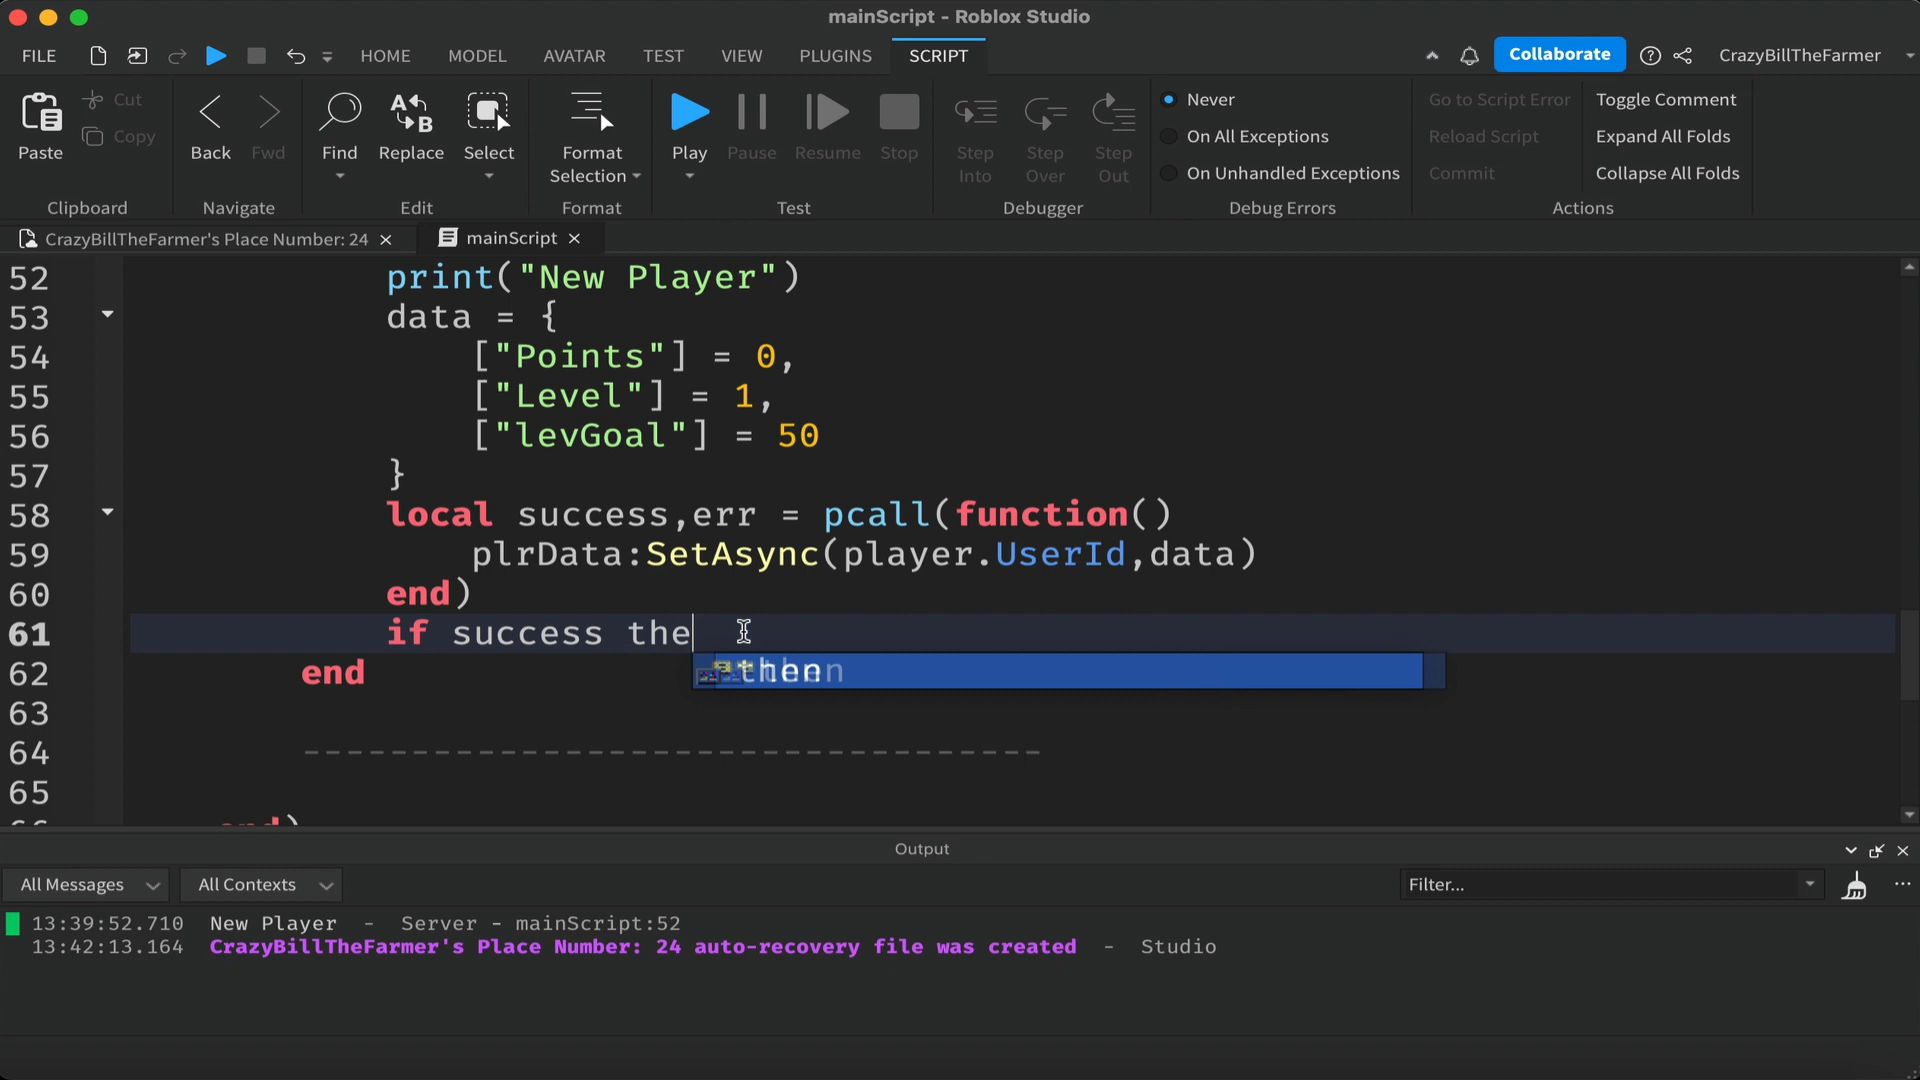 mainScript - Roblox Studio
FILE HOME MODEL AVATAR TEST VIEW PLUGINS SCRIPT Collaborate CrazyBillTheFarmer
Paste Cut Copy
Clipboard
Back Fwd
Navigate
Find Replace Select
Edit
Format Selection
Format
Play Pause Resume Stop
Test
Step Into Step Over Step Out
Debugger
Never
On All Exceptions
On Unhandled Exceptions
Debug Errors
Go to Script Error Toggle Comment
Reload Script Expand All Folds
Commit Collapse All Folds
Actions
CrazyBillTheFarmer's Place Number: 24 mainScript
52 print("New Player")
53 data = {
54 ["Points"] = 0,
55 ["Level"] = 1,
56 ["levGoal"] = 50
57 }
58 local success,err = pcall(function()
59 plrData:SetAsync(player.UserId,data)
60 end)
61 if success the
then
62 end
63
64 ----------------------------------
65
66 end)
Output
All Messages All Contexts Filter...
13:39:52.710 New Player - Server - mainScript:52
13:42:13.164 CrazyBillTheFarmer's Place Number: 24 auto-recovery file was created - Studio